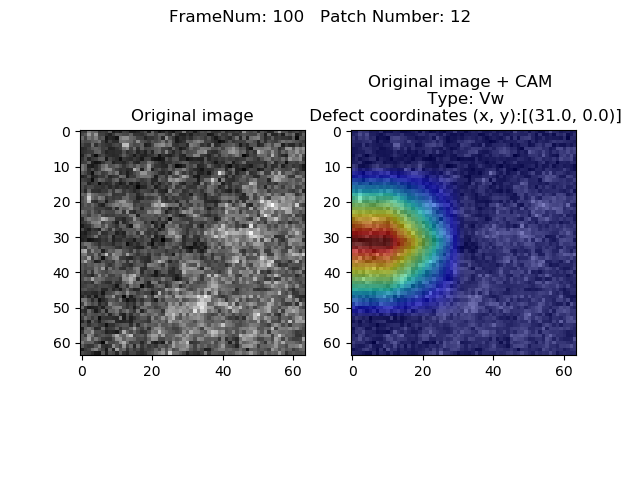 FrameNum: 100   Patch Number: 12
Original image
0
10
20
30
40
50
60
0 20 40 60
Original image + CAM
Type: Vw
Defect coordinates (x, y):[(31.0, 0.0)]
0
10
20
30
40
50
60
0 20 40 60